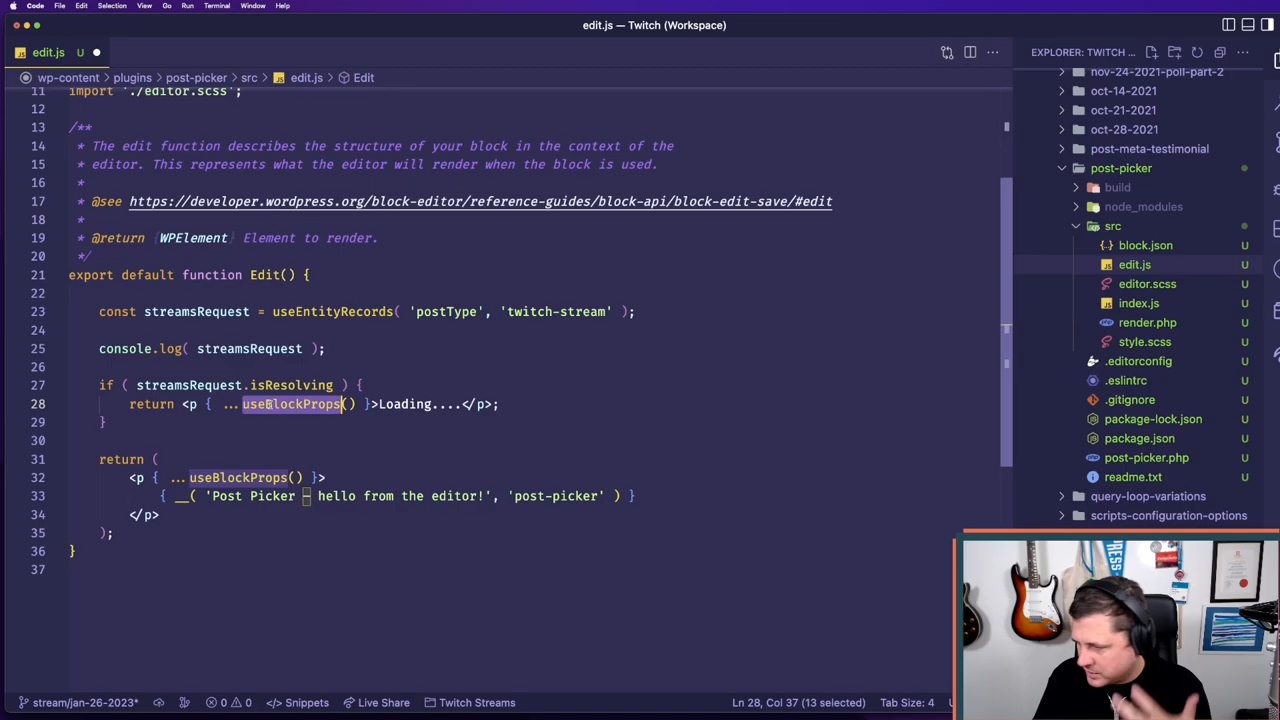 Code File Edit Selection View Go Run Terminal Window Help
edit.js — Twitch (Workspace)
edit.js U
EXPLORER: TWITCH ...
wp-content > plugins > post-picker > src > edit.js > Edit
11 import './editor.scss';
12
13 /**
14 * The edit function describes the structure of your block in the context of the
15 * editor. This represents what the editor will render when the block is used.
16 *
17 * @see https://developer.wordpress.org/block-editor/reference-guides/block-api/block-edit-save/#edit
18 *
19 * @return {WPElement} Element to render.
20 */
21 export default function Edit() {
22
23 const streamsRequest = useEntityRecords( 'postType', 'twitch-stream' );
24
25 console.log( streamsRequest );
26
27 if ( streamsRequest.isResolving ) {
28 return <p { ...useBlockProps() }>Loading....</p>;
29 }
30
31 return (
32 <p { ...useBlockProps() }>
33 { __( 'Post Picker – hello from the editor!', 'post-picker' ) }
34 </p>
35 );
36 }
37
nov-24-2021-poll-part-2
oct-14-2021
oct-21-2021
oct-28-2021
post-meta-testimonial
post-picker
build
node_modules
src
block.json U
edit.js U
editor.scss U
index.js U
render.php U
style.scss U
.editorconfig U
.eslintrc U
.gitignore U
package-lock.json U
package.json U
post-picker.php U
readme.txt U
query-loop-variations
scripts-configuration-options
stream/jan-26-2023* 0 0 </> Snippets Live Share Twitch Streams Ln 28, Col 37 (13 selected) Tab Size: 4